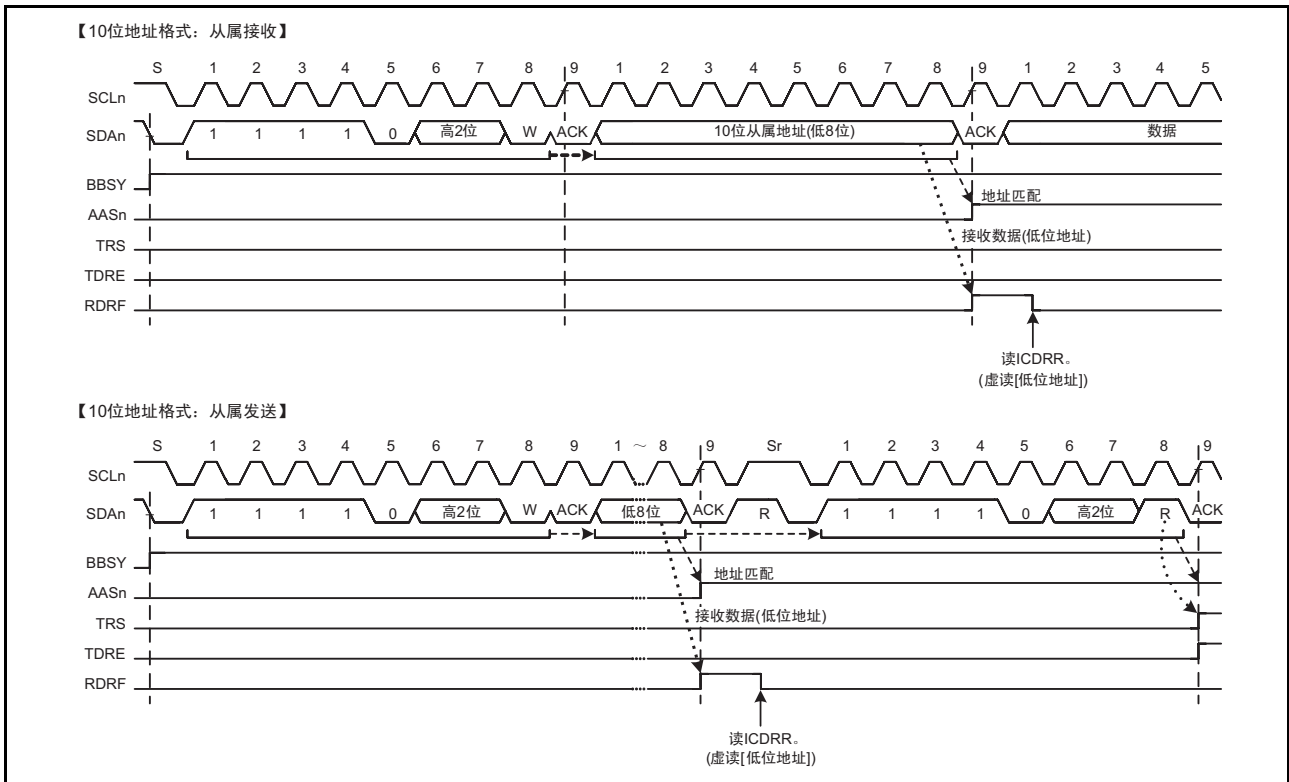 【10位地址格式：从属接收】
S 1 2 3 4 5 6 7 8 9 1 2 3 4 5 6 7 8 9 1 2 3 4 5
SCLn
SDAn 1 1 1 1 0 高2位 W ACK 10位从属地址(低8位) ACK 数据
BBSY
地址匹配
AASn
接收数据(低位地址)
TRS
TDRE
RDRF
读ICDRR。
(虚读[低位地址])
【10位地址格式：从属发送】
S 1 2 3 4 5 6 7 8 9 1 ～ 8 9 Sr 1 2 3 4 5 6 7 8 9
SCLn
SDAn 1 1 1 1 0 高2位 W ACK 低8位 ACK R 1 1 1 1 0 高2位 R ACK
BBSY
地址匹配
AASn
接收数据(低位地址)
TRS
TDRE
RDRF
读ICDRR。
(虚读[低位地址])